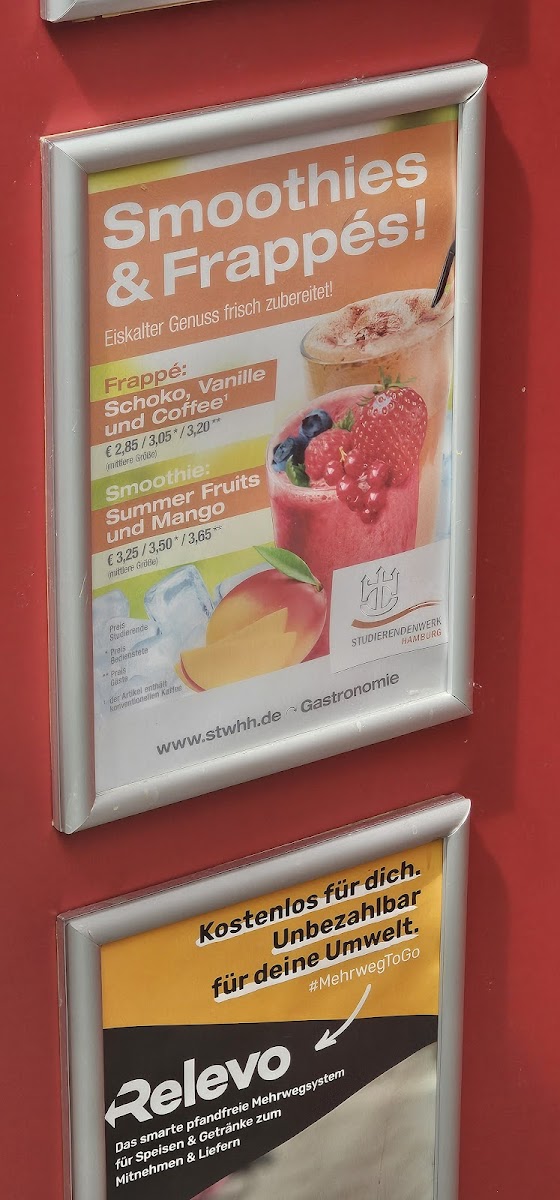 Smoothies
& Frappés!
Eiskalter Genuss frisch zubereitet!
Frappé:
Schoko, Vanille
und Coffee¹
€ 2,85 / 3,05* / 3,20**
(mittlere Größe)
Smoothie:
Summer Fruits
und Mango
€ 3,25 / 3,50* / 3,65**
(mittlere Größe)
Preis
Studierende
* Preis
Bedienstete
** Preis
Gäste
der Artikel enthält
konventionellen Kaffee
STUDIERENDENWERK
HAMBURG
www.stwhh.de Gastronomie
Kostenlos für dich.
Unbezahlbar
für deine Umwelt.
#MehrwegToGo
Relevo
Das smarte pfandfreie Mehrwegsystem
für Speisen & Getränke zum
Mitnehmen & Liefern